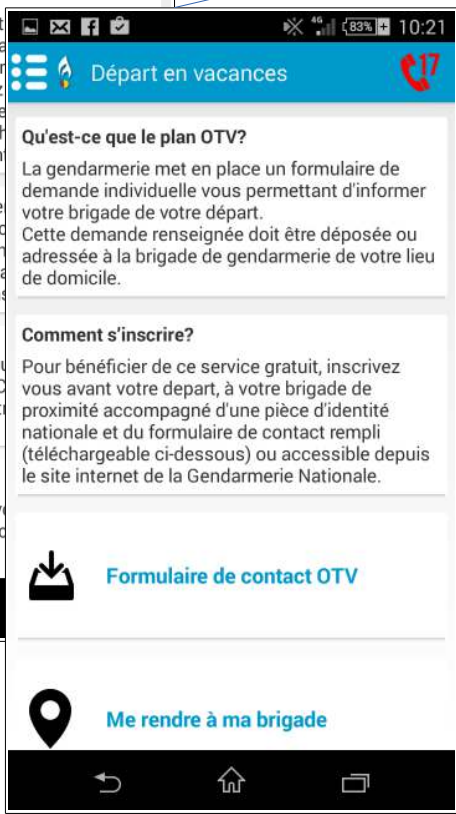 4G 83% 10:21
Départ en vacances 17
Qu'est-ce que le plan OTV?
La gendarmerie met en place un formulaire de
demande individuelle vous permettant d'informer
votre brigade de votre départ.
Cette demande renseignée doit être déposée ou
adressée à la brigade de gendarmerie de votre lieu
de domicile.
Comment s'inscrire?
Pour bénéficier de ce service gratuit, inscrivez
vous avant votre depart, à votre brigade de
proximité accompagné d'une pièce d'identité
nationale et du formulaire de contact rempli
(téléchargeable ci-dessous) ou accessible depuis
le site internet de la Gendarmerie Nationale.
Formulaire de contact OTV
Me rendre à ma brigade